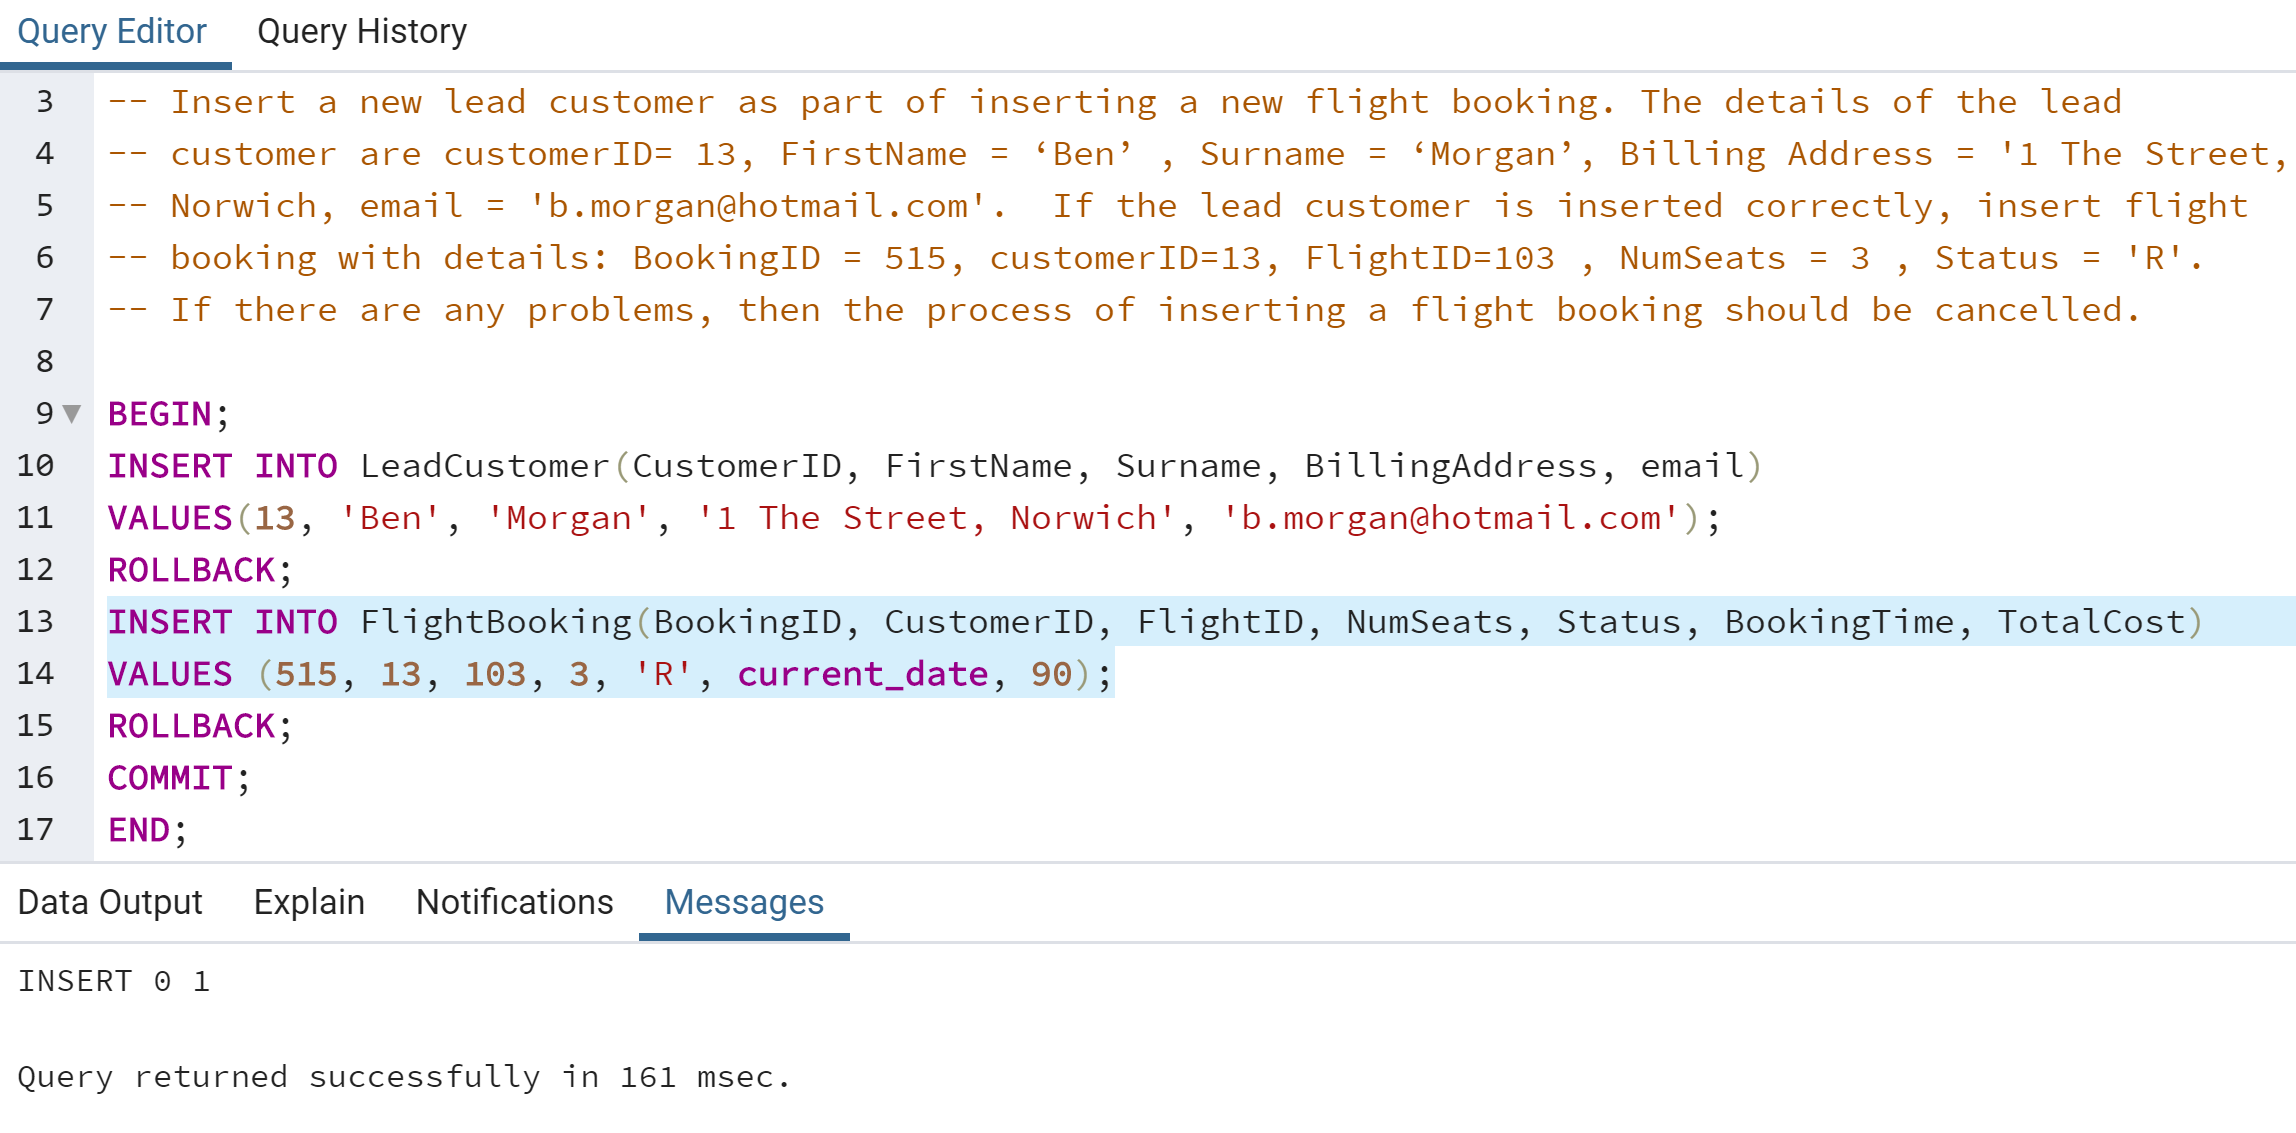 Query Editor Query History
3 -- Insert a new lead customer as part of inserting a new flight booking. The details of the lead
4 -- customer are customerID= 13, FirstName = ‘Ben’ , Surname = ‘Morgan’, Billing Address = '1 The Street,
5 -- Norwich, email = 'b.morgan@hotmail.com'.  If the lead customer is inserted correctly, insert flight
6 -- booking with details: BookingID = 515, customerID=13, FlightID=103 , NumSeats = 3 , Status = 'R'.
7 -- If there are any problems, then the process of inserting a flight booking should be cancelled.
8
9 BEGIN;
10 INSERT INTO LeadCustomer(CustomerID, FirstName, Surname, BillingAddress, email)
11 VALUES(13, 'Ben', 'Morgan', '1 The Street, Norwich', 'b.morgan@hotmail.com');
12 ROLLBACK;
13 INSERT INTO FlightBooking(BookingID, CustomerID, FlightID, NumSeats, Status, BookingTime, TotalCost)
14 VALUES (515, 13, 103, 3, 'R', current_date, 90);
15 ROLLBACK;
16 COMMIT;
17 END;
Data Output Explain Notifications Messages
INSERT 0 1
Query returned successfully in 161 msec.